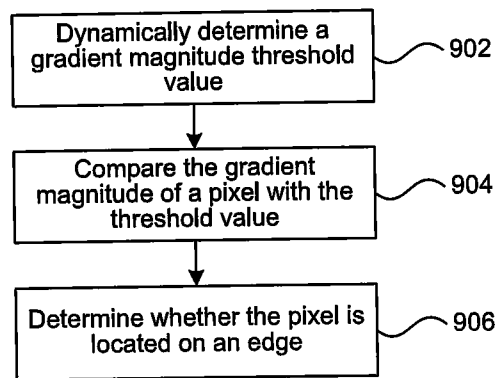 Dynamically determine a
gradient magnitude threshold
value
902
Compare the gradient
magnitude of a pixel with the
threshold value
904
Determine whether the pixel is
located on an edge
906